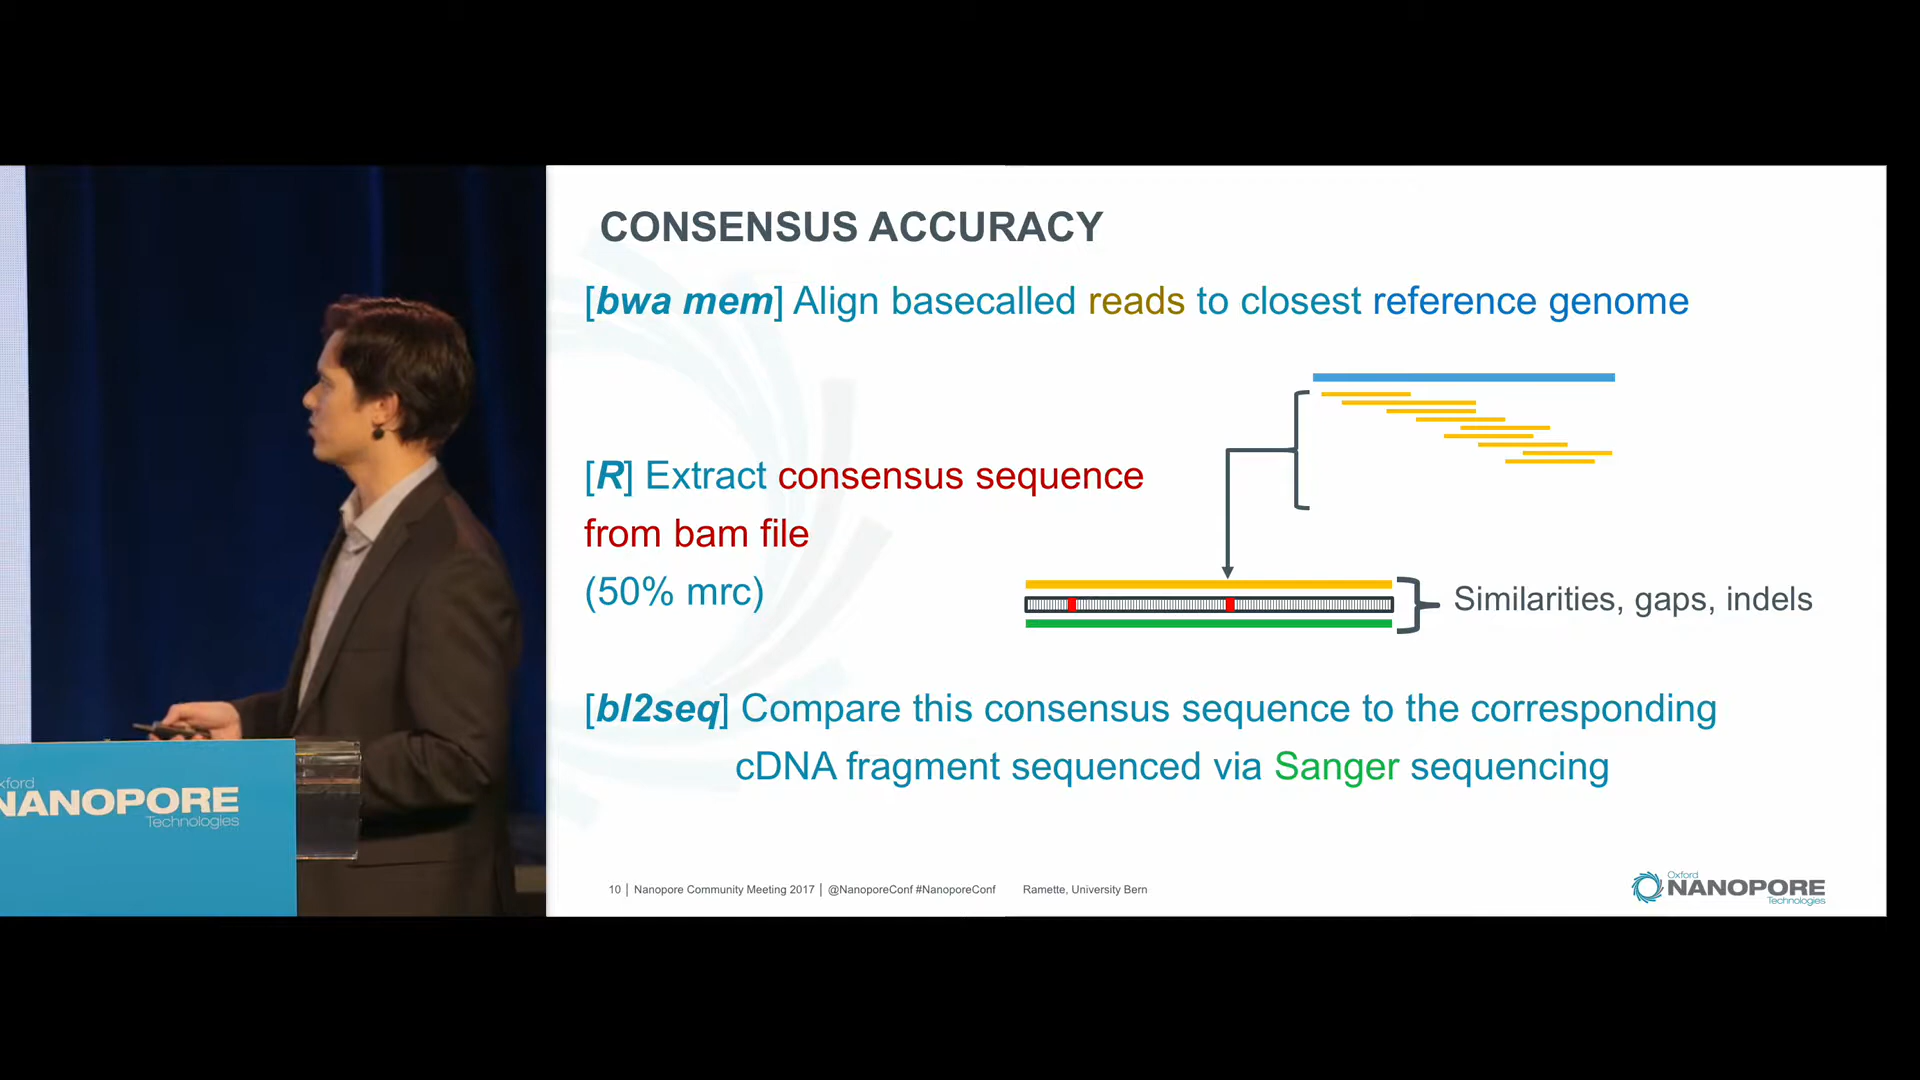 CONSENSUS ACCURACY
[bwa mem] Align basecalled reads to closest reference genome
[R] Extract consensus sequence
from bam file
(50% mrc)
Similarities, gaps, indels
[bl2seq] Compare this consensus sequence to the corresponding
cDNA fragment sequenced via Sanger sequencing
10 | Nanopore Community Meeting 2017 | @NanoporeConf #NanoporeConf Ramette, University Bern
Oxford
NANOPORE
Technologies
xford
NANOPORE
Technologies